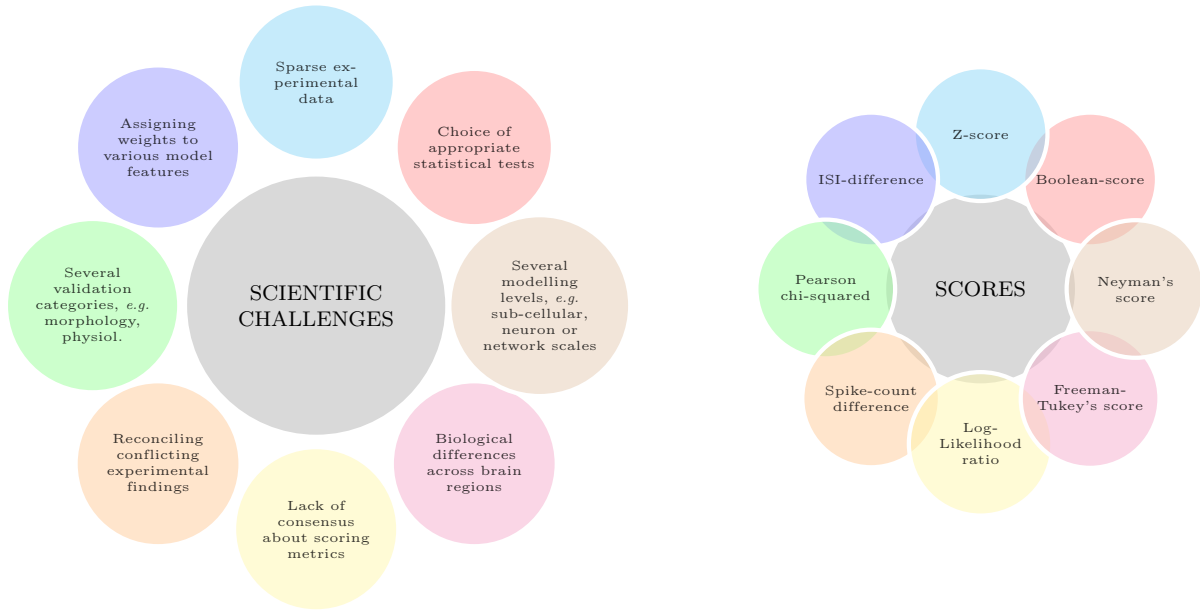 Sparse ex-
perimental
data
Choice of
appropriate
statistical tests
Several
modelling
levels, e.g.
sub-cellular,
neuron or
network scales
Biological
differences
across brain
regions
Lack of
consensus
about scoring
metrics
Reconciling
conflicting
experimental
findings
Several
validation
categories, e.g.
morphology,
physiol.
Assigning
weights to
various model
features
SCIENTIFIC
CHALLENGES
Z-score
Boolean-score
Neyman's
score
Freeman-
Tukey's score
Log-
Likelihood
ratio
Spike-count
difference
Pearson
chi-squared
ISI-difference
SCORES